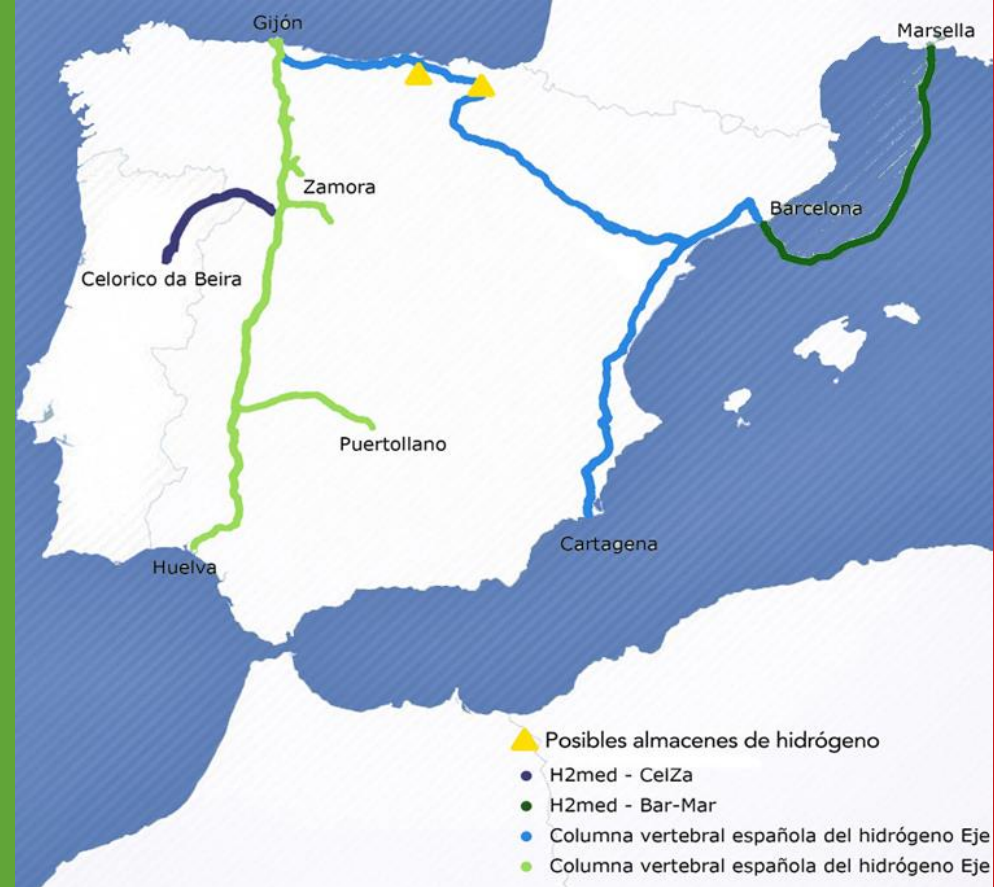 Gijón
Marsella
Zamora
Barcelona
Celorico da Beira
Puertollano
Cartagena
Huelva
Posibles almacenes de hidrógeno
H2med - CelZa
H2med - Bar-Mar
Columna vertebral española del hidrógeno Eje
Columna vertebral española del hidrógeno Eje